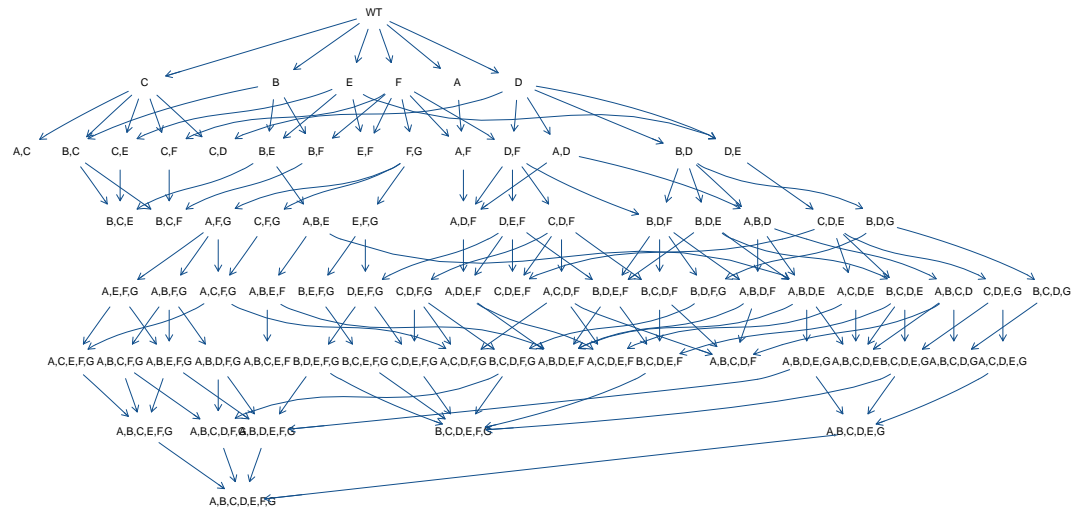 WT
C B E F A D
A,C B,C C,E C,F C,D B,E B,F E,F F,G A,F D,F A,D B,D D,E
B,C,E B,C,F A,F,G C,F,G A,B,E E,F,G A,D,F D,E,F C,D,F B,D,F B,D,E A,B,D C,D,E B,D,G
A,E,F,G A,B,F,G A,C,F,G A,B,E,F B,E,F,G D,E,F,G C,D,F,G A,D,E,F C,D,E,F A,C,D,F B,D,E,F B,C,D,F B,D,F,G A,B,D,F A,B,D,E A,C,D,E B,C,D,E A,B,C,D C,D,E,G B,C,D,G
A,C,E,F,G A,B,C,F,G A,B,E,F,G A,B,D,F,G A,B,C,E,F B,D,E,F,G B,C,E,F,G C,D,E,F,G A,C,D,F,G B,C,D,F,G A,B,D,E,F A,C,D,E,F B,C,D,E,F A,B,C,D,F A,B,D,E,G A,B,C,D,E B,C,D,E,G A,B,C,D,G A,C,D,E,G
A,B,C,E,F,G A,B,C,D,F,G A,B,D,E,F,G B,C,D,E,F,G A,B,C,D,E,G
A,B,C,D,E,F,G